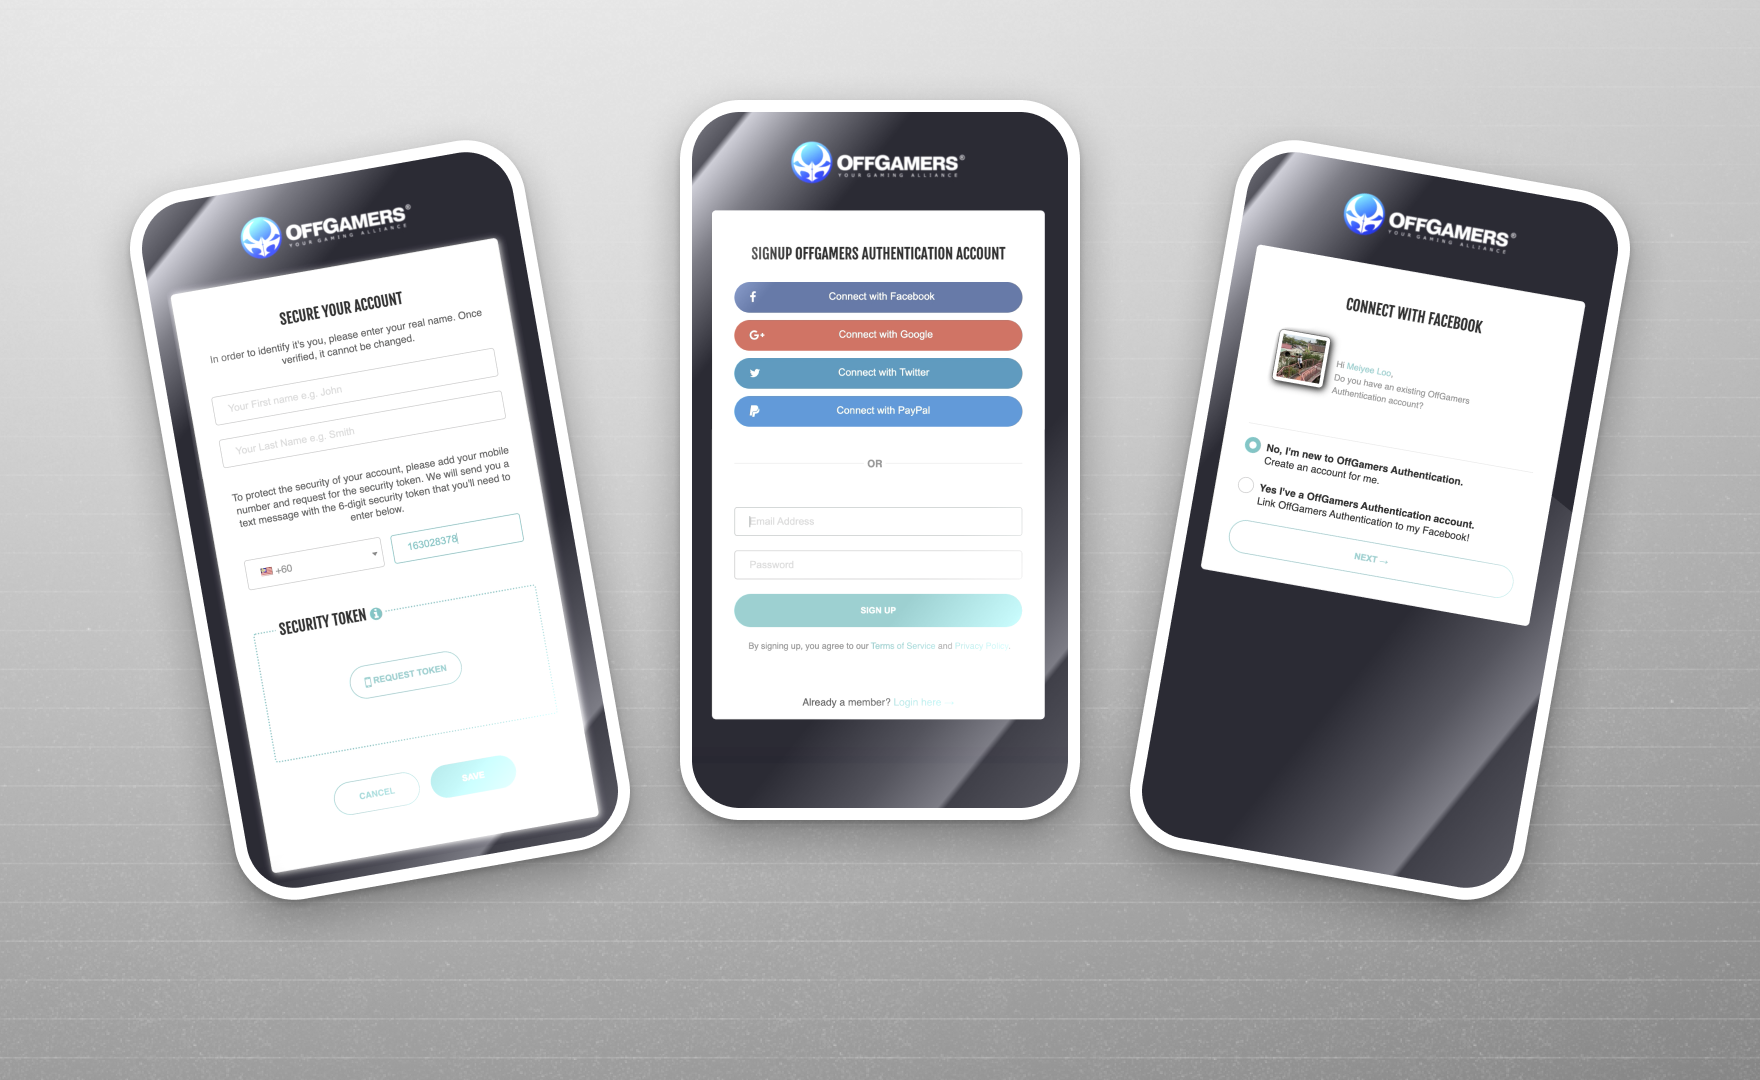 OFFGAMERS®
YOUR GAMING ALLIANCE
SECURE YOUR ACCOUNT
In order to identify it's you, please enter your real name. Once
verified, it cannot be changed.
Your First name e.g. John
Your Last Name e.g. Smith
To protect the security of your account, please add your mobile
number and request for the security token. We will send you a
text message with the 6-digit security token that you'll need to
enter below.
+60
163028378
SECURITY TOKEN
REQUEST TOKEN
CANCEL
SAVE
OFFGAMERS®
YOUR GAMING ALLIANCE
SIGNUP OFFGAMERS AUTHENTICATION ACCOUNT
Connect with Facebook
Connect with Google
Connect with Twitter
Connect with PayPal
OR
Email Address
Password
SIGN UP
By signing up, you agree to our Terms of Service and Privacy Policy.
Already a member? Login here →
OFFGAMERS®
YOUR GAMING ALLIANCE
CONNECT WITH FACEBOOK
Hi Meiyee Loo,
Do you have an existing OffGamers
Authentication account?
No, I'm new to OffGamers Authentication.
Create an account for me.
Yes I've a OffGamers Authentication account.
Link OffGamers Authentication to my Facebook!
NEXT →